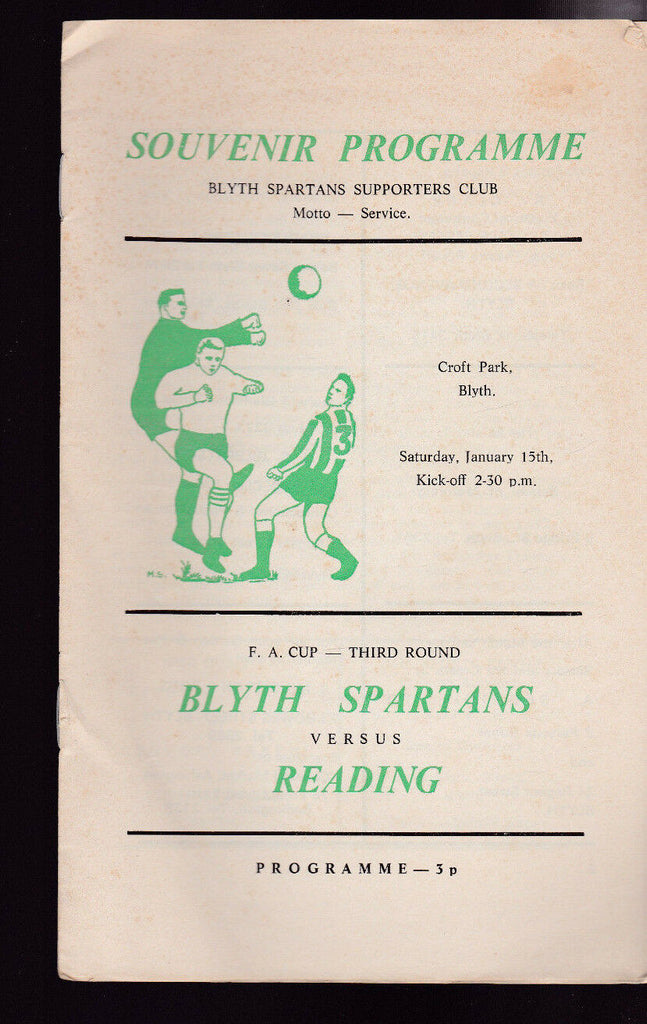 SOUVENIR PROGRAMME
BLYTH SPARTANS SUPPORTERS CLUB
Motto — Service.
Croft Park,
Blyth.
Saturday, January 15th,
Kick-off 2-30 p.m.
3
M.S.
F. A. CUP — THIRD ROUND
BLYTH SPARTANS
VERSUS
READING
PROGRAMME — 3p